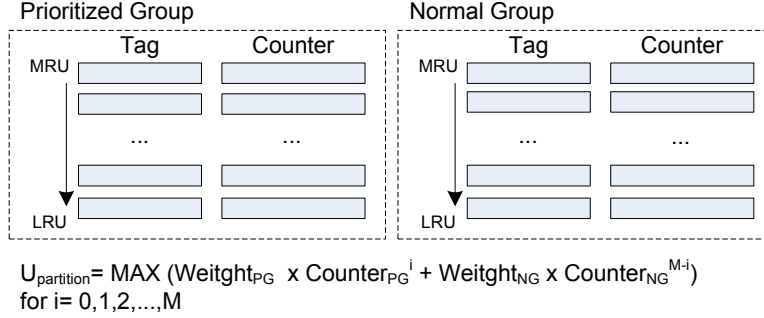 Prioritized Group
Normal Group
Tag Counter
Tag Counter
MRU
MRU
... ...
... ...
LRU
LRU
U_partition= MAX (Weitght_PG x Counter_PG^i + Weitght_NG x Counter_NG^M-i)
for i= 0,1,2,...,M